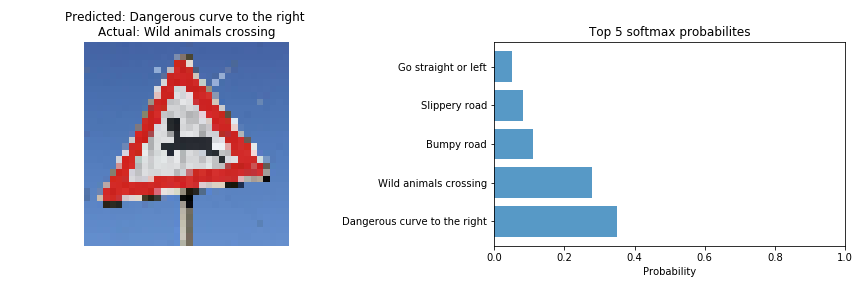 Predicted: Dangerous curve to the right
Actual: Wild animals crossing
Top 5 softmax probabilites
Go straight or left
Slippery road
Bumpy road
Wild animals crossing
Dangerous curve to the right
0.0 0.2 0.4 0.6 0.8 1.0
Probability